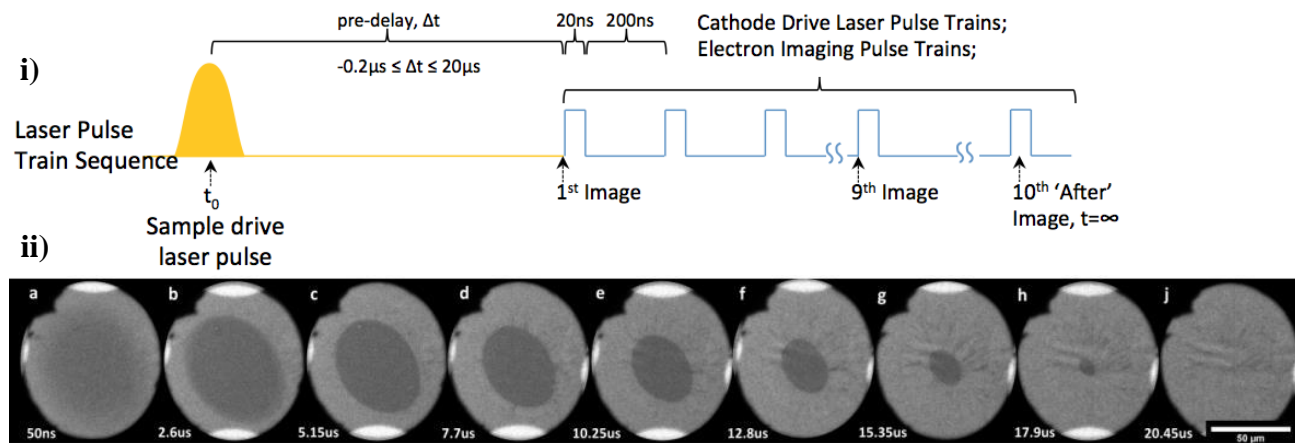 pre-delay, Δt
20ns 200ns
Cathode Drive Laser Pulse Trains;
Electron Imaging Pulse Trains;
i)
-0.2μs ≤ Δt ≤ 20μs
Laser Pulse
Train Sequence
t₀
1st Image
9th Image
10th 'After'
Image, t=∞
Sample drive
laser pulse
ii)
a b c d e f g h j
50ns 2.6us 5.15us 7.7us 10.25us 12.8us 15.35us 17.9us 20.45us
50 μm